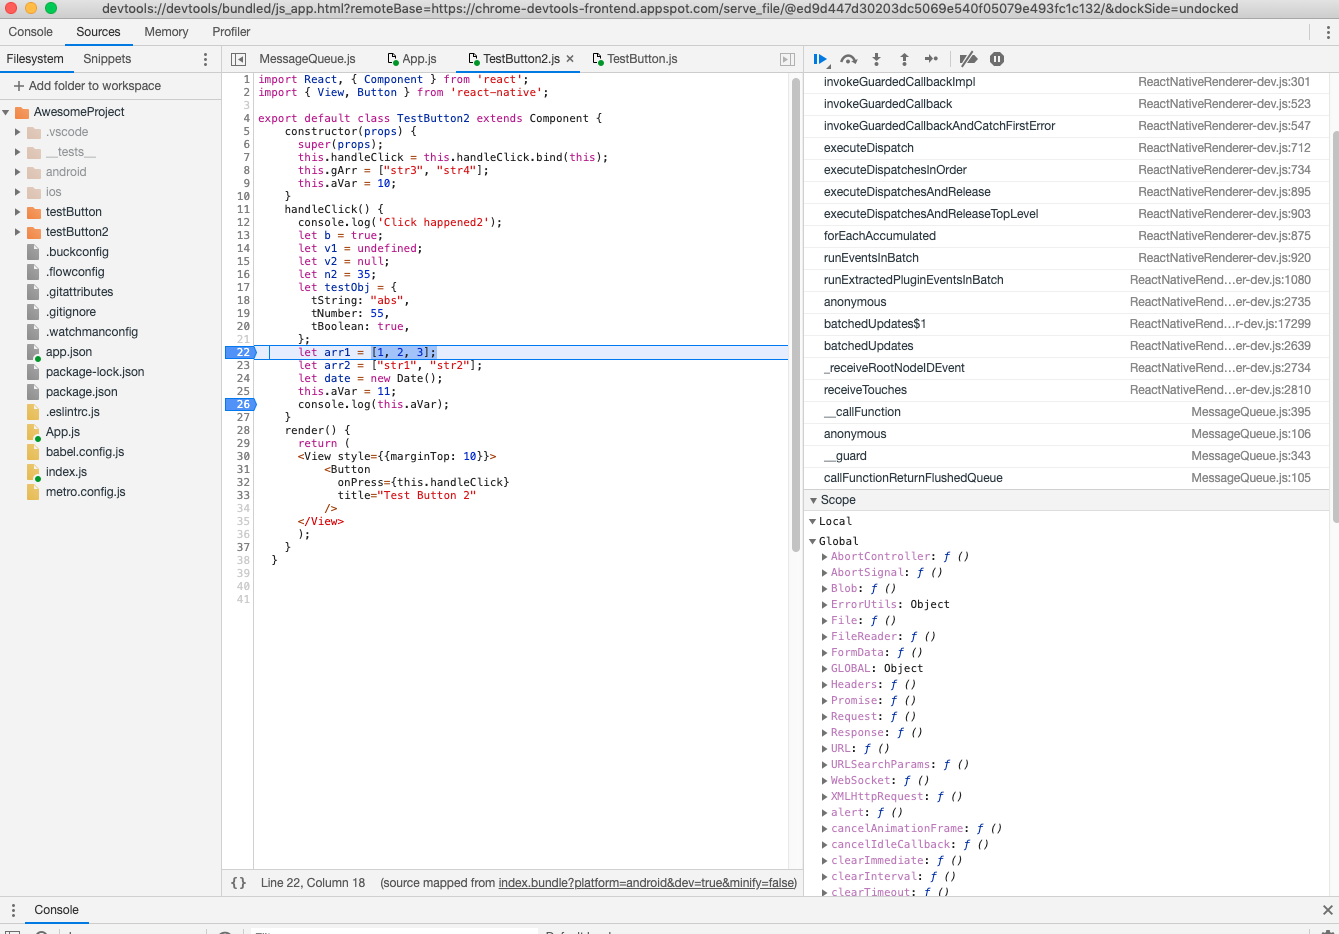 devtools://devtools/bundled/js_app.html?remoteBase=https://chrome-devtools-frontend.appspot.com/serve_file/@ed9d447d30203dc5069e540f05079e493fc1c132/&dockSide=undocked
Console Sources Memory Profiler
Filesystem Snippets
+ Add folder to workspace
AwesomeProject
.vscode
__tests__
android
ios
testButton
testButton2
.buckconfig
.flowconfig
.gitattributes
.gitignore
.watchmanconfig
app.json
package-lock.json
package.json
.eslintrc.js
App.js
babel.config.js
index.js
metro.config.js
MessageQueue.js App.js TestButton2.js × TestButton.js
1 import React, { Component } from 'react';
2 import { View, Button } from 'react-native';
3
4 export default class TestButton2 extends Component {
5 constructor(props) {
6 super(props);
7 this.handleClick = this.handleClick.bind(this);
8 this.gArr = ["str3", "str4"];
9 this.aVar = 10;
10 }
11 handleClick() {
12 console.log('Click happened2');
13 let b = true;
14 let v1 = undefined;
15 let v2 = null;
16 let n2 = 35;
17 let testObj = {
18 tString: "abs",
19 tNumber: 55,
20 tBoolean: true,
21 };
22 let arr1 = [1, 2, 3];
23 let arr2 = ["str1", "str2"];
24 let date = new Date();
25 this.aVar = 11;
26 console.log(this.aVar);
27 }
28 render() {
29 return (
30 <View style={{marginTop: 10}}>
31 <Button
32 onPress={this.handleClick}
33 title="Test Button 2"
34 />
35 </View>
36 );
37 }
38 }
39
40
41
{} Line 22, Column 18 (source mapped from index.bundle?platform=android&dev=true&minify=false)
invokeGuardedCallbackImpl ReactNativeRenderer-dev.js:301
invokeGuardedCallback ReactNativeRenderer-dev.js:523
invokeGuardedCallbackAndCatchFirstError ReactNativeRenderer-dev.js:547
executeDispatch ReactNativeRenderer-dev.js:712
executeDispatchesInOrder ReactNativeRenderer-dev.js:734
executeDispatchesAndRelease ReactNativeRenderer-dev.js:895
executeDispatchesAndReleaseTopLevel ReactNativeRenderer-dev.js:903
forEachAccumulated ReactNativeRenderer-dev.js:875
runEventsInBatch ReactNativeRenderer-dev.js:920
runExtractedPluginEventsInBatch ReactNativeRend…er-dev.js:1080
anonymous ReactNativeRend…er-dev.js:2735
batchedUpdates$1 ReactNativeRend…r-dev.js:17299
batchedUpdates ReactNativeRend…er-dev.js:2639
_receiveRootNodeIDEvent ReactNativeRend…er-dev.js:2734
receiveTouches ReactNativeRend…er-dev.js:2810
__callFunction MessageQueue.js:395
anonymous MessageQueue.js:106
__guard MessageQueue.js:343
callFunctionReturnFlushedQueue MessageQueue.js:105
Scope
Local
Global
AbortController: ƒ ()
AbortSignal: ƒ ()
Blob: ƒ ()
ErrorUtils: Object
File: ƒ ()
FileReader: ƒ ()
FormData: ƒ ()
GLOBAL: Object
Headers: ƒ ()
Promise: ƒ ()
Request: ƒ ()
Response: ƒ ()
URL: ƒ ()
URLSearchParams: ƒ ()
WebSocket: ƒ ()
XMLHttpRequest: ƒ ()
alert: ƒ ()
cancelAnimationFrame: ƒ ()
cancelIdleCallback: ƒ ()
clearImmediate: ƒ ()
clearInterval: ƒ ()
clearTimeout: ƒ ()
Console